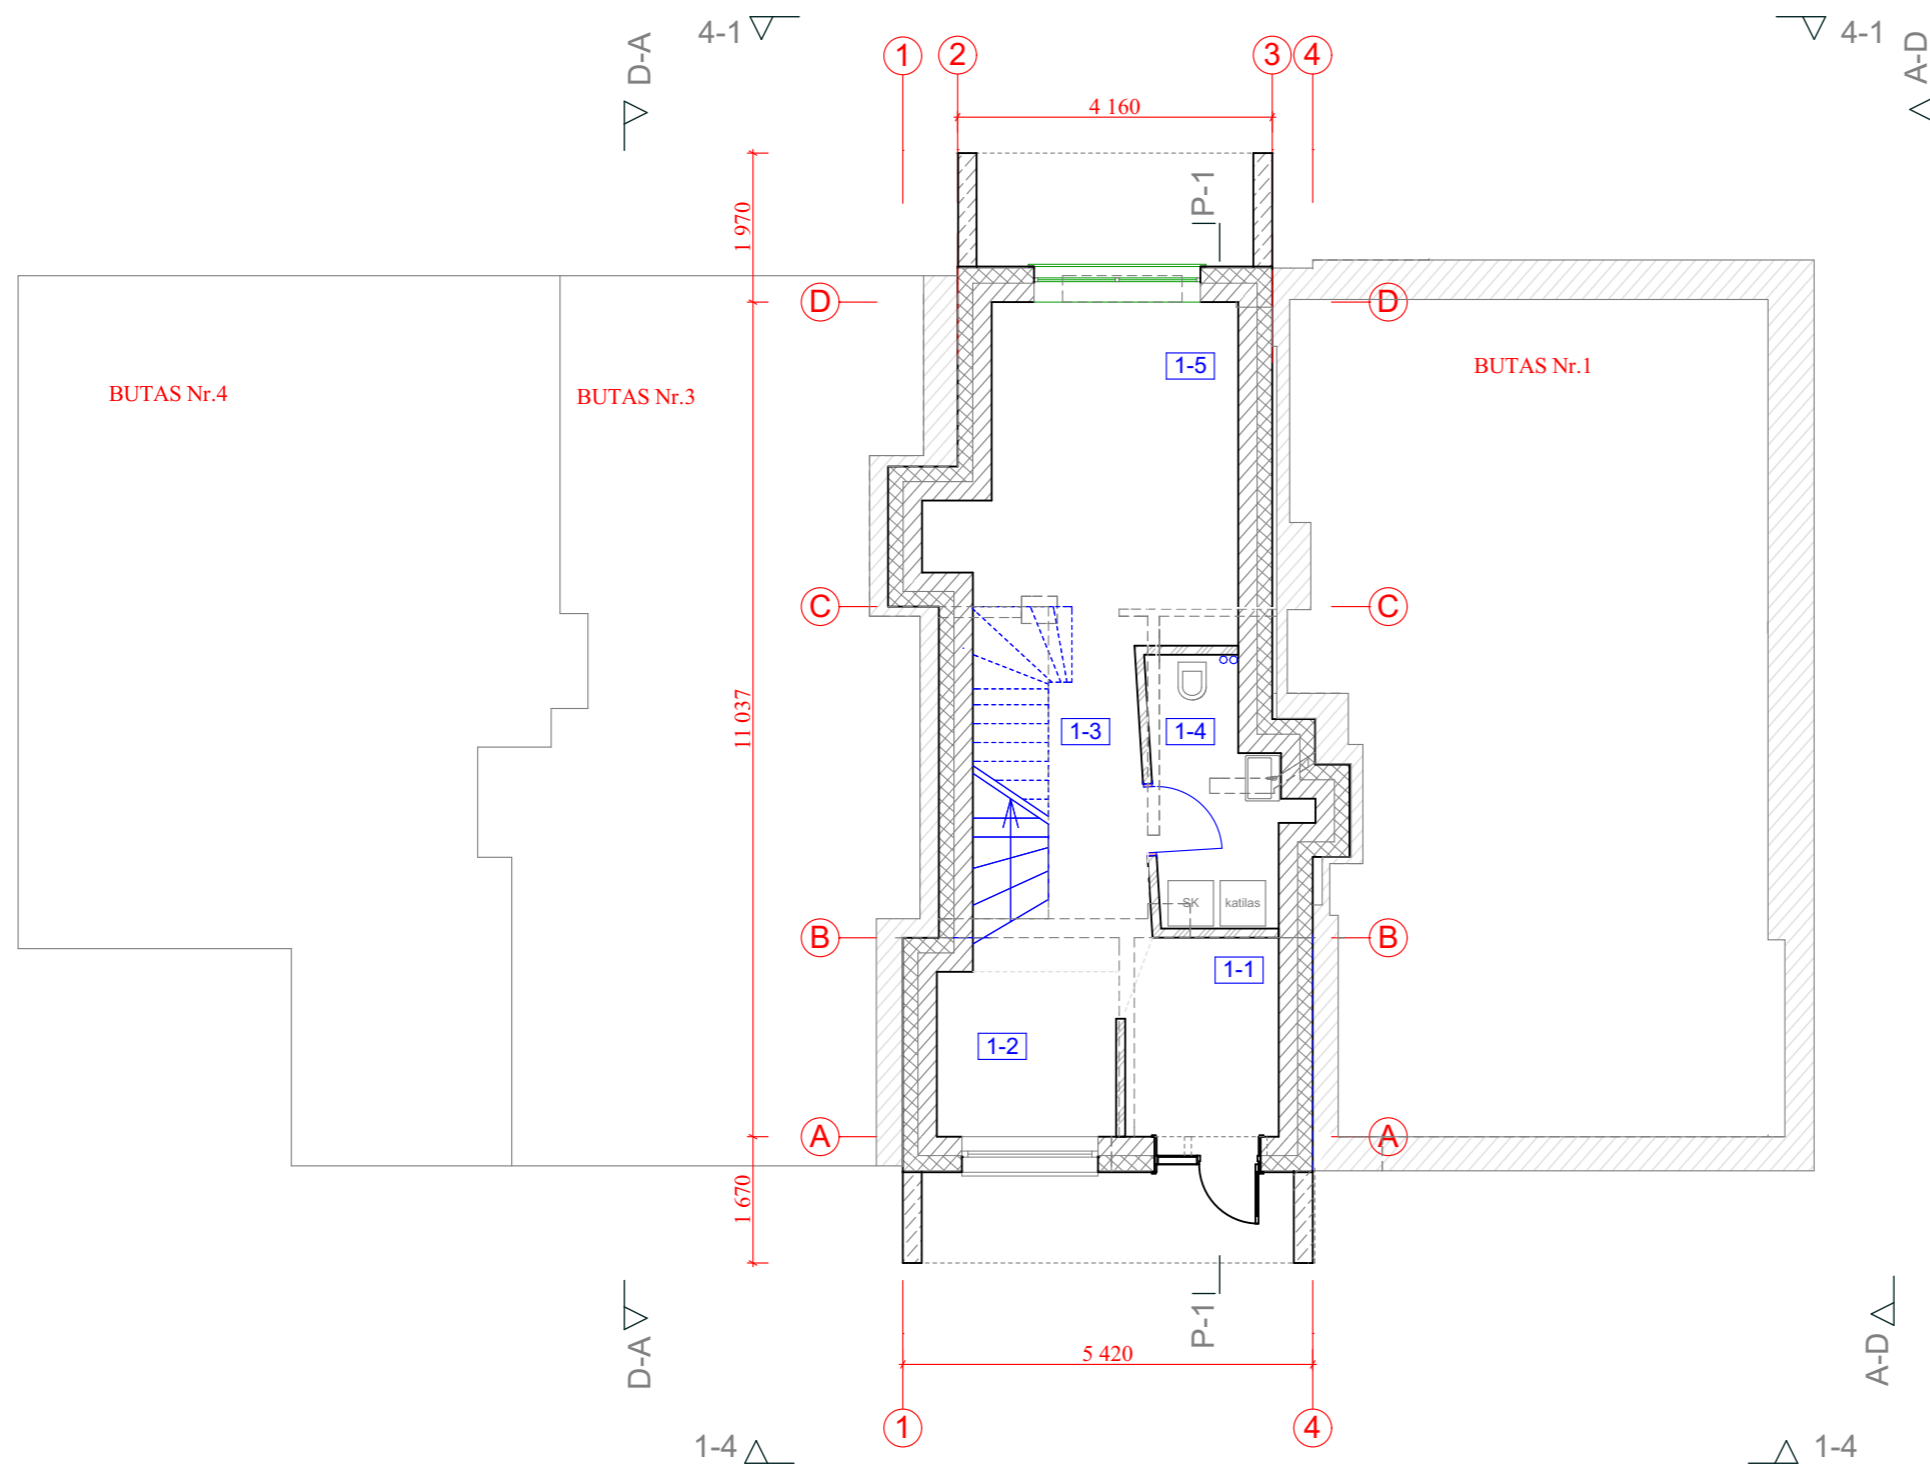 4-1
4-1
D-A
A-D
1
2
3
4
4 160
P-1
1 970
D
D
1-5
BUTAS Nr.4
BUTAS Nr.3
BUTAS Nr.1
C
C
11 037
1-3
1-4
SK
katilas
B
B
1-1
1-2
A
A
1 670
P-1
D-A
A-D
5 420
1
4
1-4
1-4